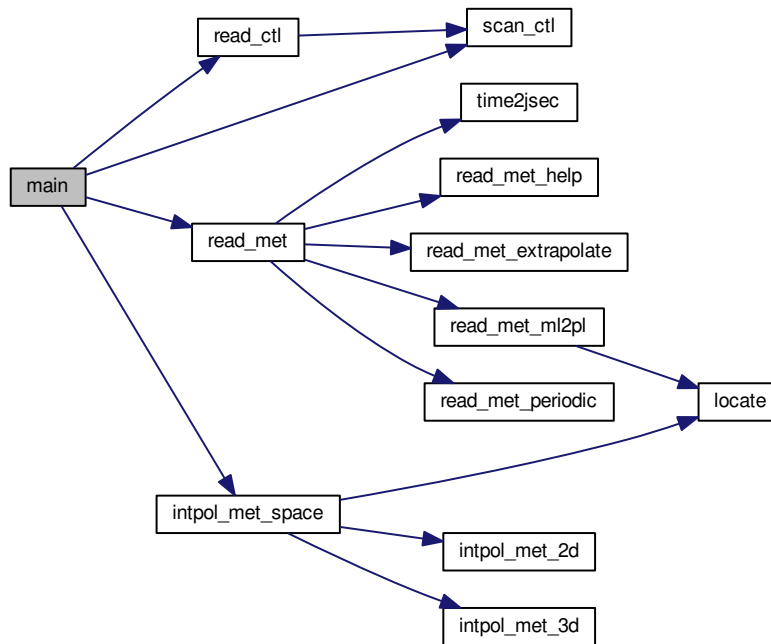 main
read_ctl
scan_ctl
read_met
time2jsec
read_met_help
read_met_extrapolate
read_met_ml2pl
read_met_periodic
locate
intpol_met_space
intpol_met_2d
intpol_met_3d